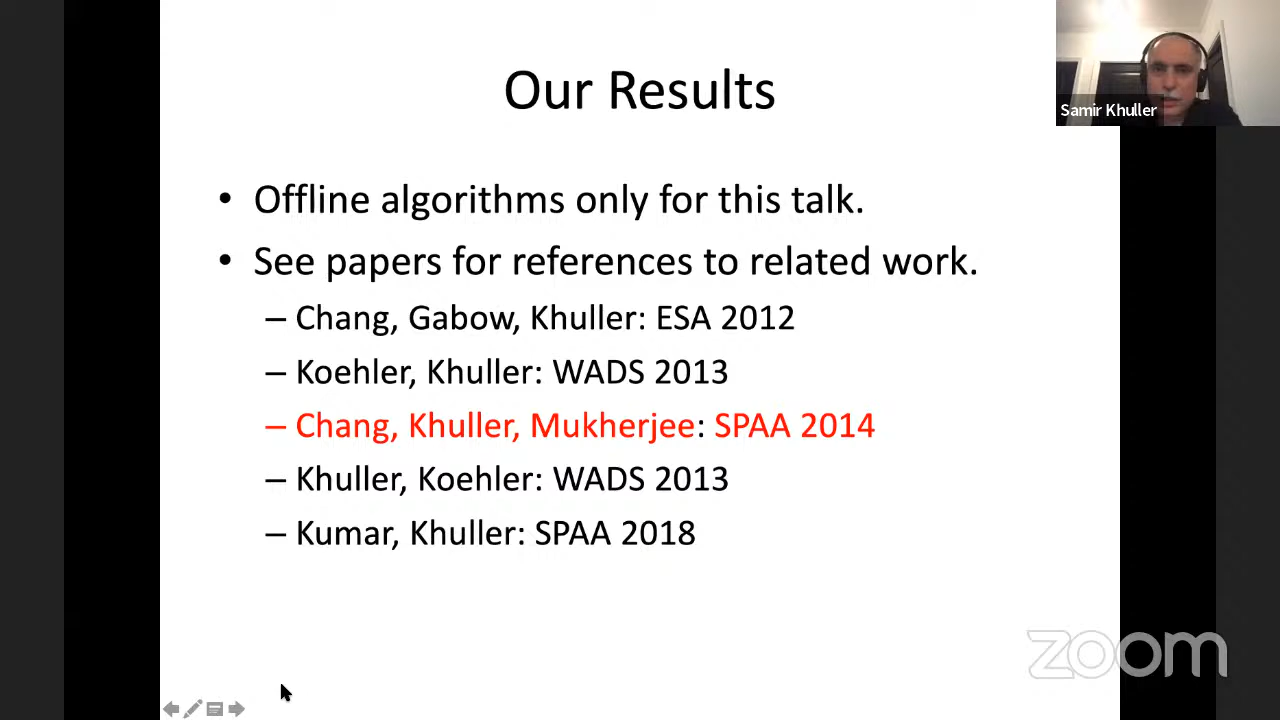 Our Results
Samir Khuller
• Offline algorithms only for this talk.
• See papers for references to related work.
– Chang, Gabow, Khuller: ESA 2012
– Koehler, Khuller: WADS 2013
– Chang, Khuller, Mukherjee: SPAA 2014
– Khuller, Koehler: WADS 2013
– Kumar, Khuller: SPAA 2018
zoom